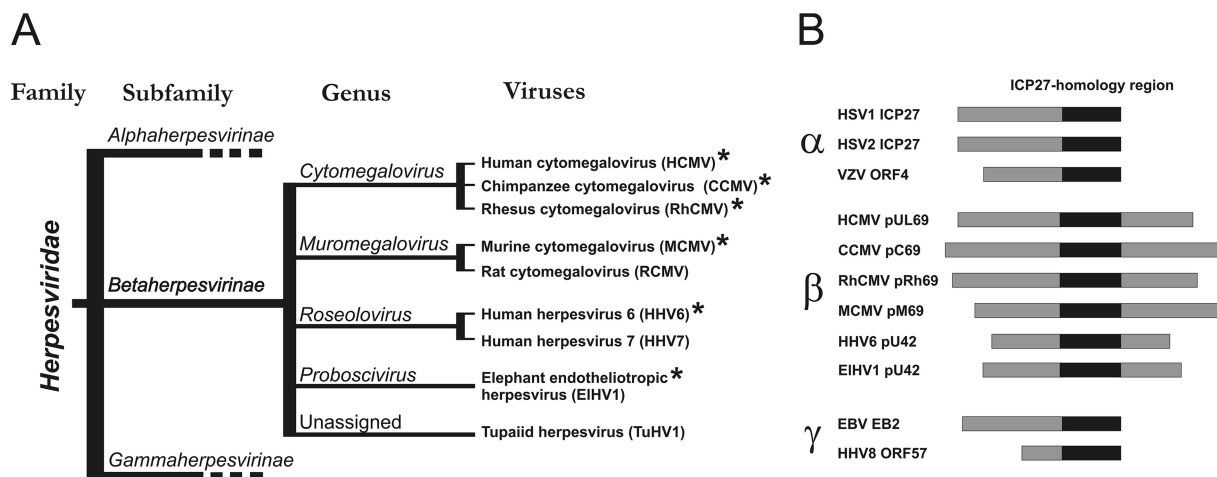 A
Family Subfamily Genus Viruses
Herpesviridae
Alphaherpesvirinae
Betaherpesvirinae
Gammaherpesvirinae
Cytomegalovirus
Human cytomegalovirus (HCMV)*
Chimpanzee cytomegalovirus (CCMV)*
Rhesus cytomegalovirus (RhCMV)*
Muromegalovirus
Murine cytomegalovirus (MCMV)*
Rat cytomegalovirus (RCMV)
Roseolovirus
Human herpesvirus 6 (HHV6)*
Human herpesvirus 7 (HHV7)
Proboscivirus
Elephant endotheliotropic *
herpesvirus (ElHV1)
Unassigned
Tupaiid herpesvirus (TuHV1)
B
ICP27-homology region
α
HSV1 ICP27
HSV2 ICP27
VZV ORF4
β
HCMV pUL69
CCMV pC69
RhCMV pRh69
MCMV pM69
HHV6 pU42
ElHV1 pU42
γ
EBV EB2
HHV8 ORF57